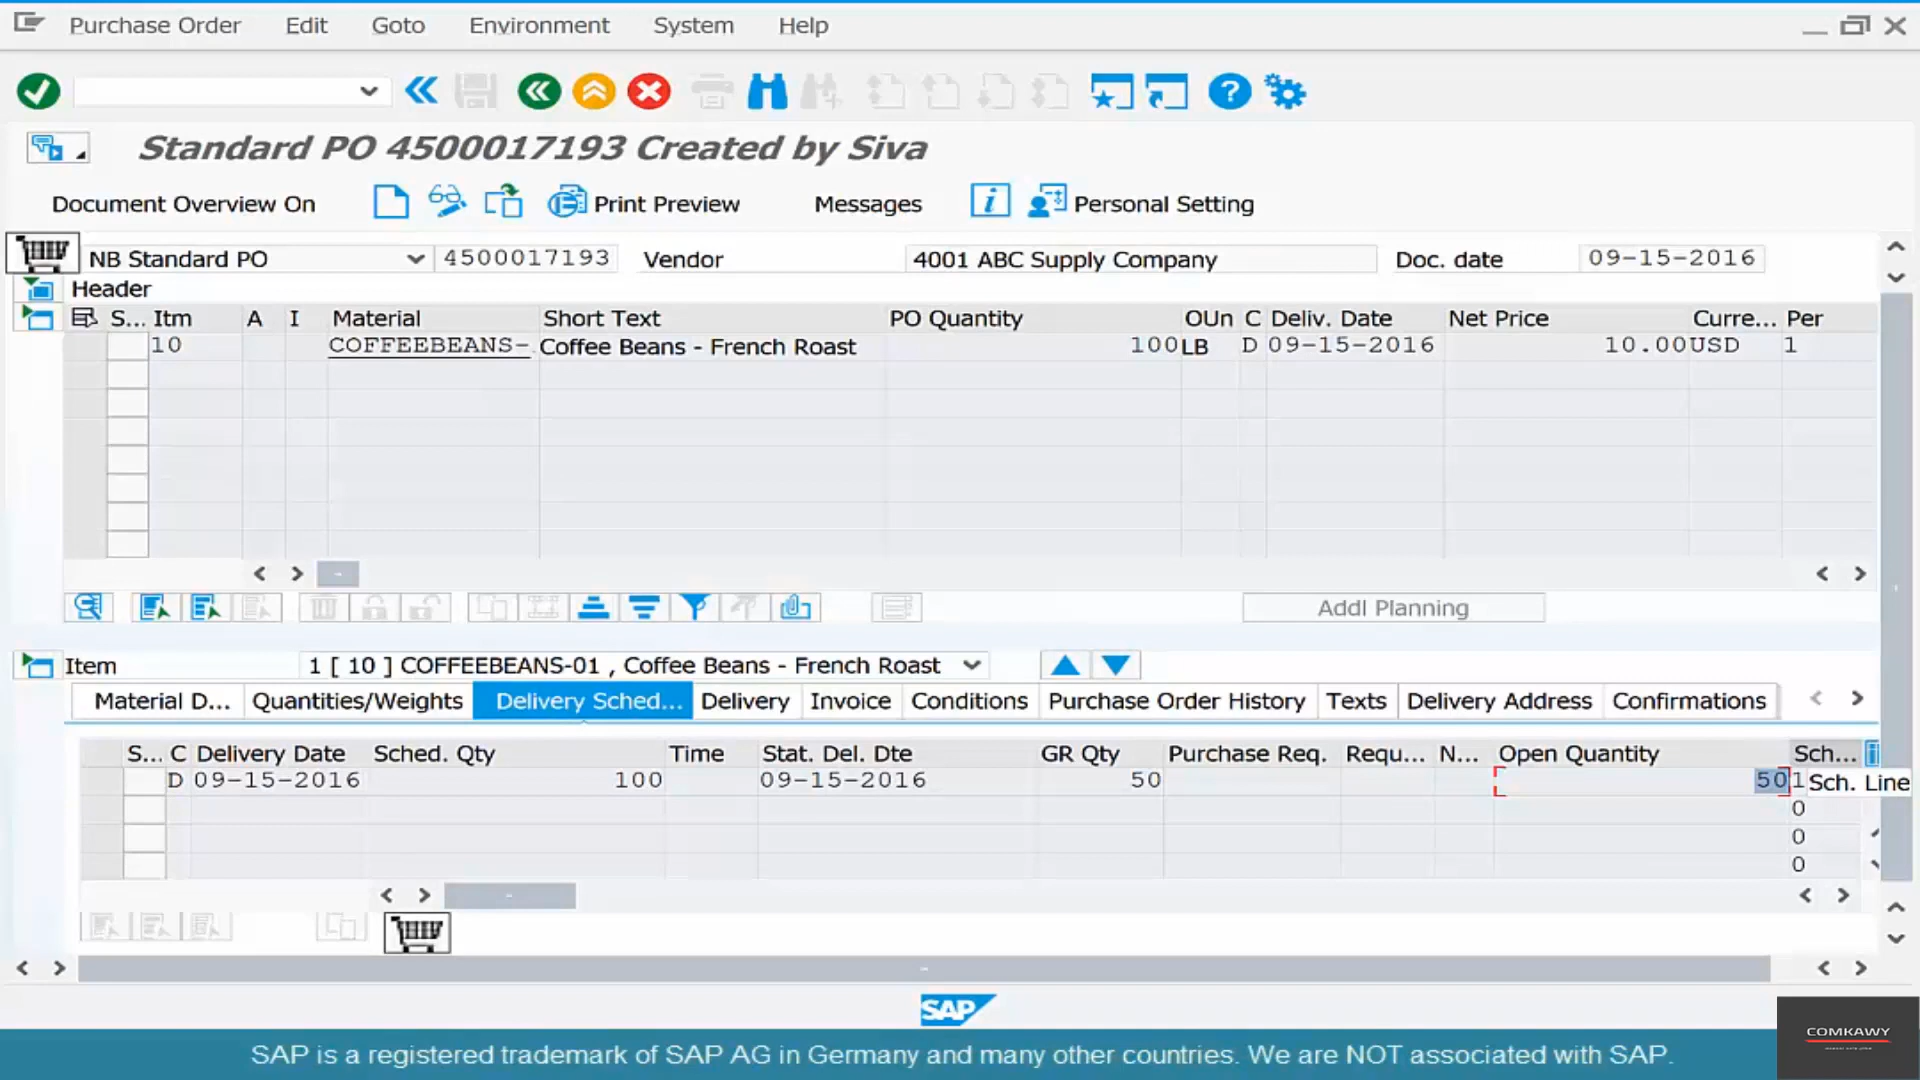 Purchase Order Edit Goto Environment System Help
Standard PO 4500017193 Created by Siva
Document Overview On Print Preview Messages Personal Setting
NB Standard PO 4500017193 Vendor 4001 ABC Supply Company Doc. date 09-15-2016
Header
S... Itm A I Material Short Text PO Quantity OUn C Deliv. Date Net Price Curre... Per
10 COFFEEBEANS- Coffee Beans - French Roast 100 LB D 09-15-2016 10.00 USD 1
Addl Planning
Item 1 [ 10 ] COFFEEBEANS-01 , Coffee Beans - French Roast
Material D... Quantities/Weights Delivery Sched... Delivery Invoice Conditions Purchase Order History Texts Delivery Address Confirmations
S... C Delivery Date Sched. Qty Time Stat. Del. Dte GR Qty Purchase Req. Requ... N... Open Quantity Sch...
D 09-15-2016 100 09-15-2016 50 50 1 Sch. Line
0
0
0
SAP
SAP is a registered trademark of SAP AG in Germany and many other countries. We are NOT associated with SAP.
COMKAWY